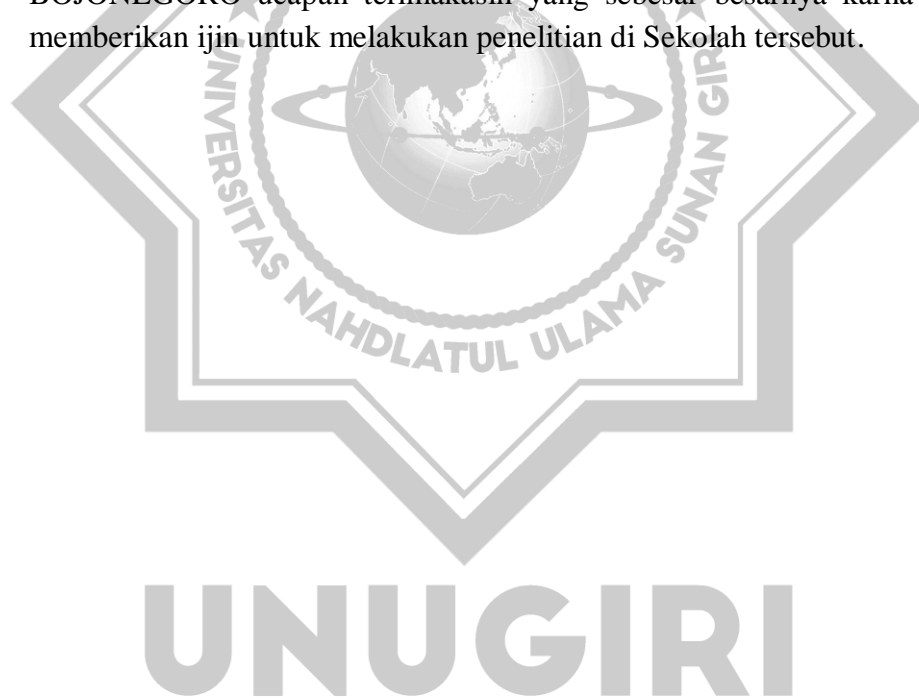 BOJONEGORO ucapan terimakasih yang sebesar besarnya karna
memberikan ijin untuk melakukan penelitian di Sekolah tersebut.
UNIVERSITAS NAHDLATUL ULAMA SUNAN GIRI
UNUGIRI